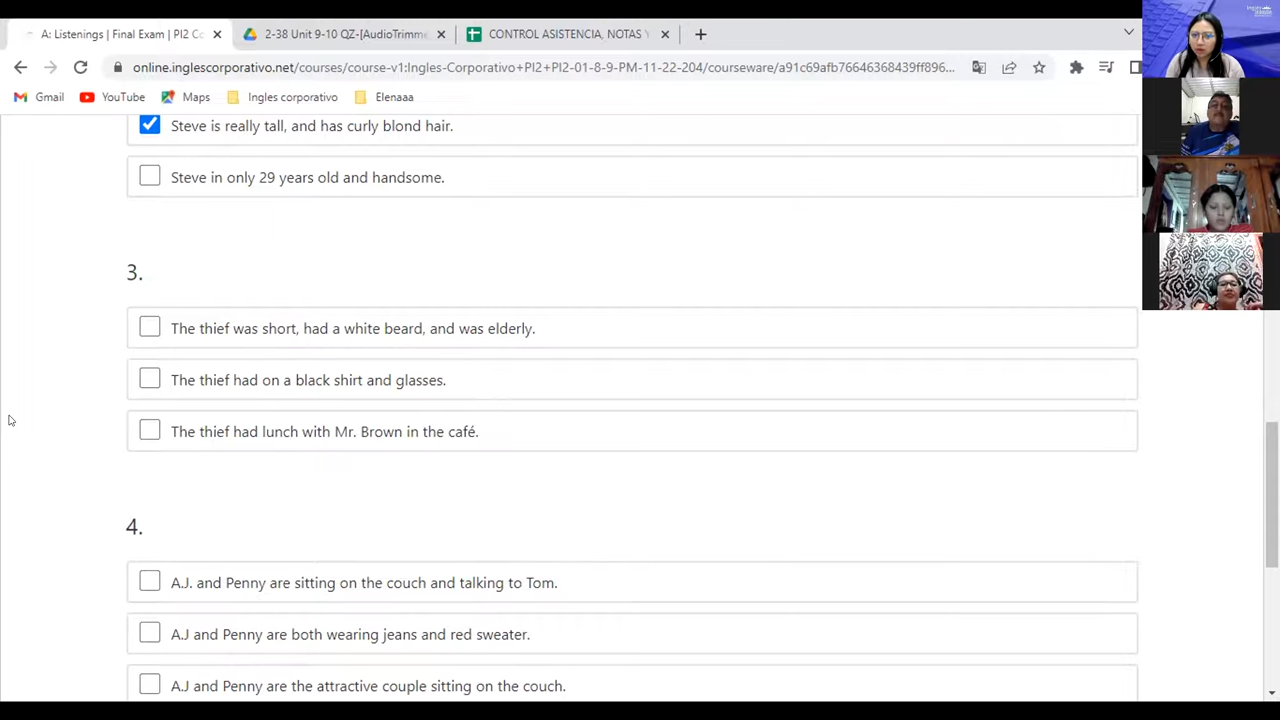 A: Listenings | Final Exam | PI2 Co
2-38 Unit 9-10 QZ-[AudioTrimme
CONTROL ASISTENCIA, NOTAS Y
online.inglescorporativo.net/courses/course-v1:Inglescorporativo+PI2+PI2-01-8-9-PM-11-22-204/courseware/a91c69afb76646368439ff896...
Gmail
YouTube
Maps
Ingles corporativo
Elenaaa
Steve is really tall, and has curly blond hair.
Steve in only 29 years old and handsome.
3.
The thief was short, had a white beard, and was elderly.
The thief had on a black shirt and glasses.
The thief had lunch with Mr. Brown in the café.
4.
A.J. and Penny are sitting on the couch and talking to Tom.
A.J and Penny are both wearing jeans and red sweater.
A.J and Penny are the attractive couple sitting on the couch.